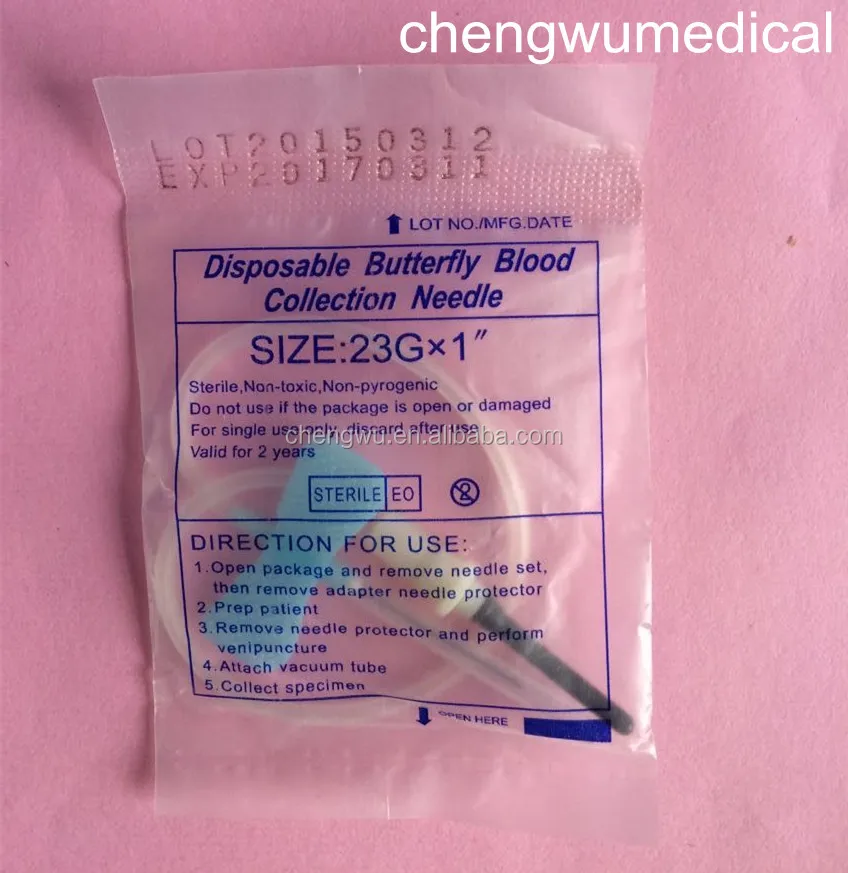 chengwumedical
LOT20150312
EXP20170311
LOT NO./MFG.DATE
Disposable Butterfly Blood
Collection Needle
SIZE:23G×1"
Sterile,Non-toxic,Non-pyrogenic
Do not use if the package is open or damaged
For single use only, discard after use
chengwu.en.alibaba.com
Valid for 2 years
STERILE EO
2
DIRECTION FOR USE:
1.Open package and remove needle set,
then remove adapter needle protector
2.Prep patient
3.Remove needle protector and perform
venipuncture
4.Attach vacuum tube
5.Collect specimen
OPEN HERE